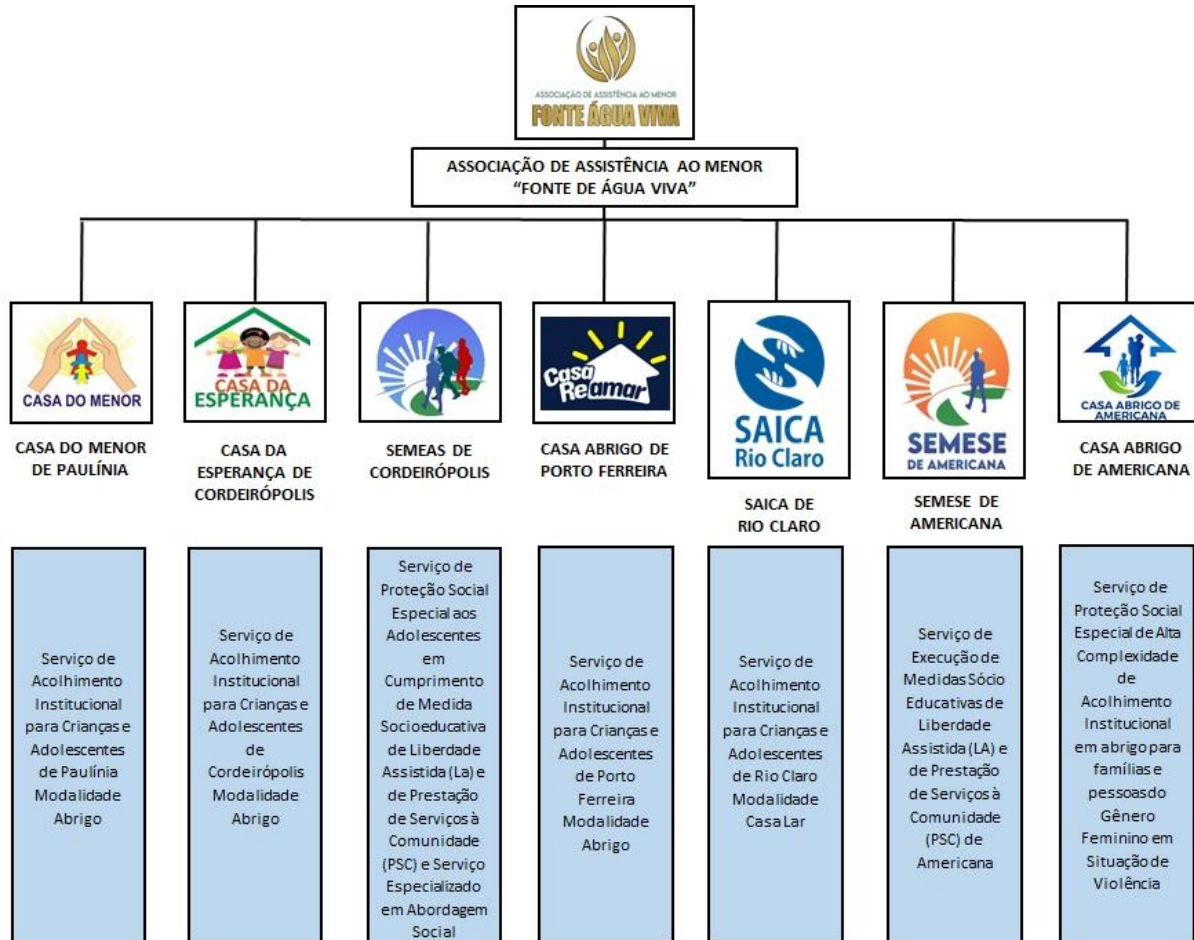 ASSOCIAÇÃO DE ASSISTÊNCIA AO MENOR
FONTE ÁGUA VIVA
ASSOCIAÇÃO DE ASSISTÊNCIA AO MENOR
“FONTE DE ÁGUA VIVA”
CASA DO MENOR
CASA DO MENOR
DE PAULÍNIA
CASA DA
ESPERANÇA
CASA DA
ESPERANÇA DE
CORDEIRÓPOLIS
SEMEAS DE
CORDEIRÓPOLIS
Casa
Reamar
CASA ABRIGO DE
PORTO FERREIRA
SAICA
Rio Claro
SAICA DE
RIO CLARO
SEMESE
DE AMERICANA
SEMESE DE
AMERICANA
CASA ABRIGO DE
AMERICANA
CASA ABRIGO
DE AMERICANA
Serviço de
Acolhimento
Institucional
para Crianças e
Adolescentes
de Paulínia
Modalidade
Abrigo
Serviço de
Acolhimento
Institucional
para Crianças e
Adolescentes
de
Cordeirópolis
Modalidade
Abrigo
Serviço de
Proteção Social
Especial aos
Adolescentes
em
Cumprimento
de Medida
Socioeducativa
de Liberdade
Assistida (La) e
de Prestação
de Serviços à
Comunidade
(PSC) e Serviço
Especializado
em Abordagem
Social
Serviço de
Acolhimento
Institucional
para Crianças e
Adolescentes
de Porto
Ferreira
Modalidade
Abrigo
Serviço de
Acolhimento
Institucional
para Crianças e
Adolescentes
de Rio Claro
Modalidade
Casa Lar
Serviço de
Execução de
Medidas Sócio
Educativas de
Liberdade
Assistida (LA) e
de Prestação
de Serviços à
Comunidade
(PSC) de
Americana
Serviço de
Proteção Social
Especial de Alta
Complexidade
de
Acolhimento
Institucional
em abrigo para
famílias e
pessoas do
Gênero
Feminino em
Situação de
Violência